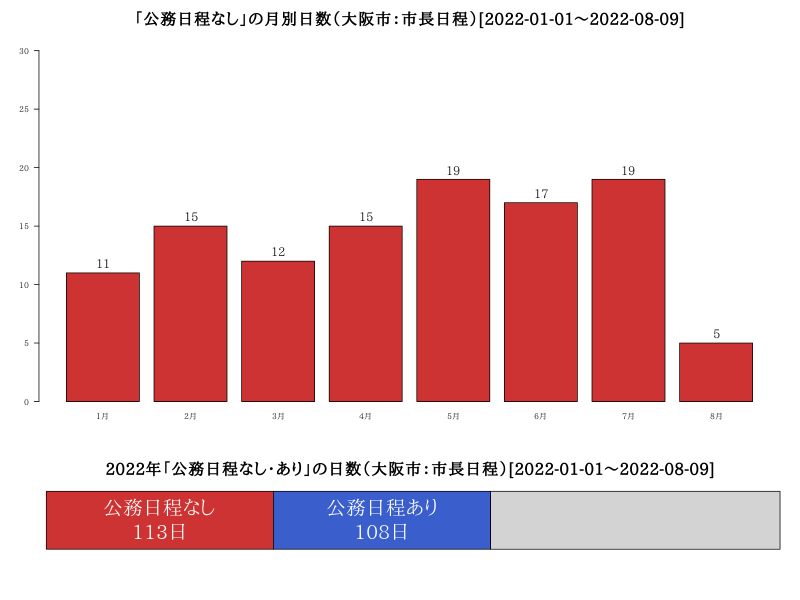 「公務日程なし」の月別日数（大阪市：市長日程）[2022-01-01～2022-08-09]
30
25
20
15
10
5
0
11
15
12
15
19
17
19
5
1月
2月
3月
4月
5月
6月
7月
8月
2022年「公務日程なし・あり」の日数（大阪市：市長日程）[2022-01-01～2022-08-09]
公務日程なし
113日
公務日程あり
108日